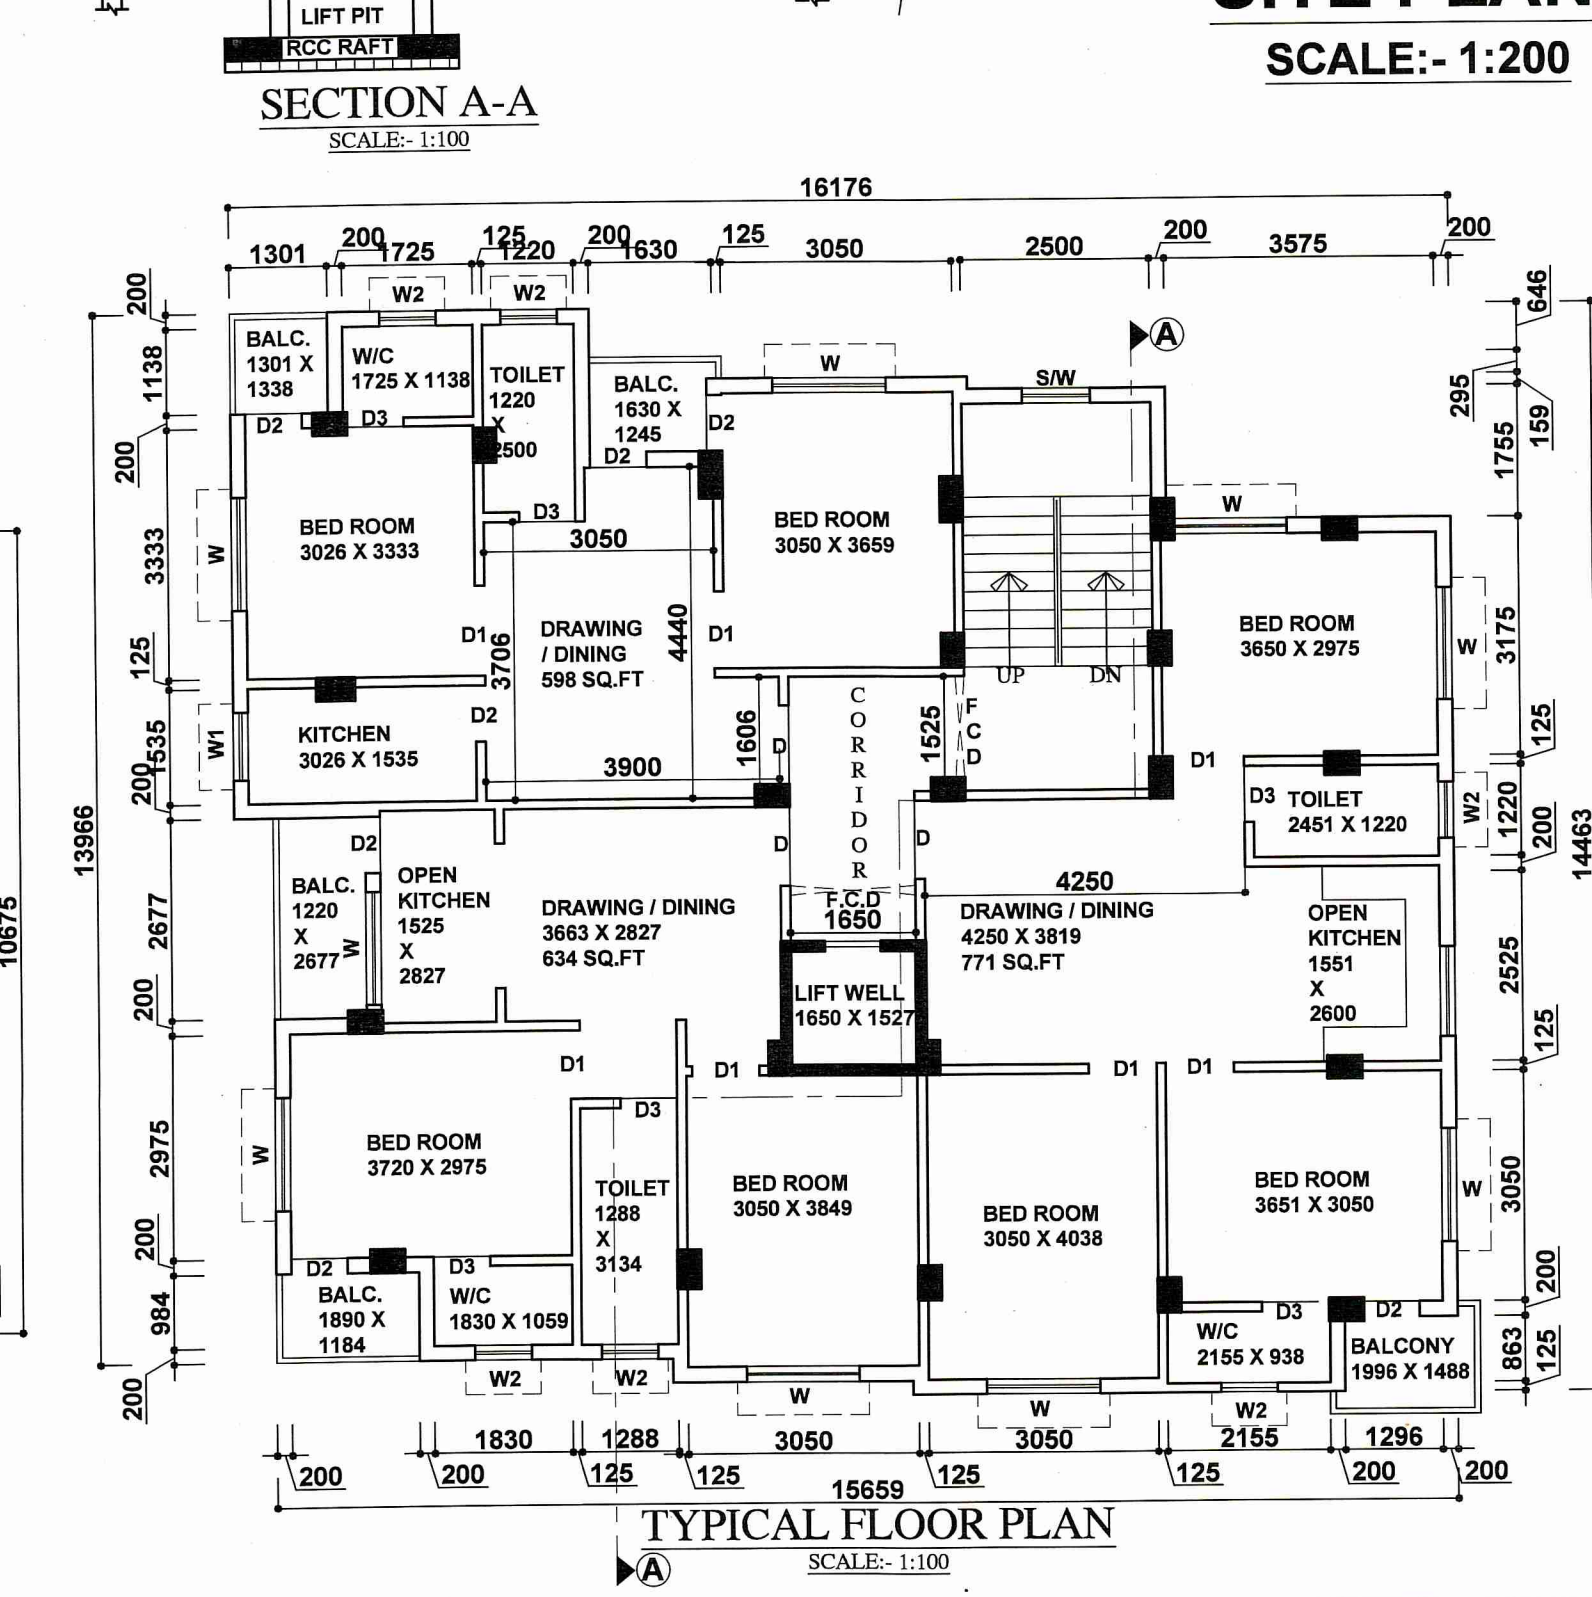 LIFT PIT
RCC RAFT
SECTION A-A
SCALE:- 1:100
SCALE:- 1:200
16176
1301
200
1725
125
1220
200
1630
125
3050
2500
200
3575
200
W2
W2
200
1138
200
3333
125
1535
200
13966
2677
200
2975
200
984
200
10675
646
295
159
1755
3175
125
1220
200
14463
2525
125
3050
200
863
125
A
BALC.
1301 X
1338
W/C
1725 X 1138
TOILET
1220
X
2500
BALC.
1630 X
1245
W
S/W
D2
D3
D2
D2
D3
W
W
BED ROOM
3026 X 3333
3050
BED ROOM
3050 X 3659
D1
3706
DRAWING
/ DINING
598 SQ.FT
4440
D1
UP
DN
BED ROOM
3650 X 2975
W
KITCHEN
3026 X 1535
W1
D2
3900
1606
D
CORRIDOR
1525
FCD
D1
D3
TOILET
2451 X 1220
W2
D2
BALC.
1220
X
2677
W
OPEN
KITCHEN
1525
X
2827
DRAWING / DINING
3663 X 2827
634 SQ.FT
D
D
F.C.D
1650
4250
DRAWING / DINING
4250 X 3819
771 SQ.FT
OPEN
KITCHEN
1551
X
2600
LIFT WELL
1650 X 1527
D1
D1
D1
D1
W
BED ROOM
3720 X 2975
D3
TOILET
1288
X
3134
BED ROOM
3050 X 3849
BED ROOM
3050 X 4038
BED ROOM
3651 X 3050
W
D2
BALC.
1890 X
1184
D3
W/C
1830 X 1059
D3
D2
W/C
2155 X 938
BALCONY
1996 X 1488
W2
W2
W
W
W2
1830
1288
3050
3050
2155
1296
200
200
125
125
125
125
200
200
15659
TYPICAL FLOOR PLAN
SCALE:- 1:100
A